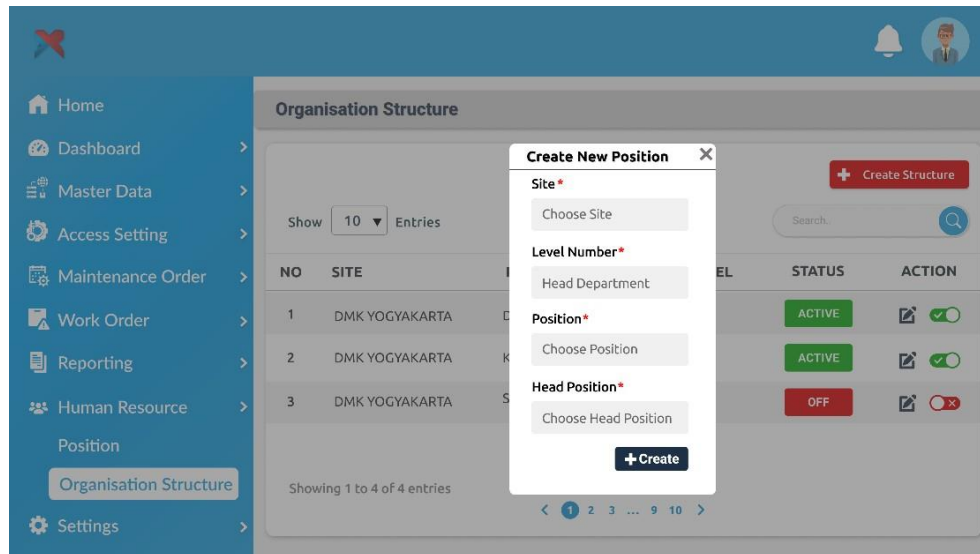 Home
Organisation Structure
Dashboard
Master Data
Access Setting
Maintenance Order
Work Order
Reporting
Human Resource
Position
Organisation Structure
Settings
Create Structure
Show 10 Entries
Search..
NO SITE EL STATUS ACTION
1 DMK YOGYAKARTA D ACTIVE
2 DMK YOGYAKARTA K ACTIVE
3 DMK YOGYAKARTA S OFF
Showing 1 to 4 of 4 entries
< 1 2 3 ... 9 10 >
Create New Position
Site*
Choose Site
Level Number*
Head Department
Position*
Choose Position
Head Position*
Choose Head Position
+Create